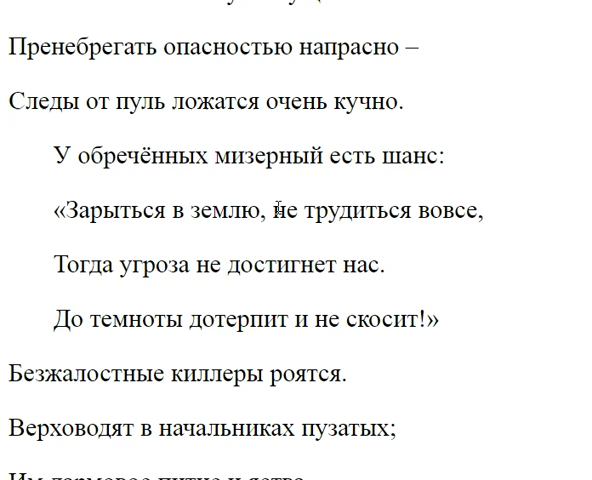 Пренебрегать опасностью напрасно –
Следы от пуль ложатся очень кучно.
У обречённых мизерный есть шанс:
«Зарыться в землю, не трудиться вовсе,
Тогда угроза не достигнет нас.
До темноты дотерпит и не скосит!»
Безжалостные киллеры роятся.
Верховодят в начальниках пузатых;